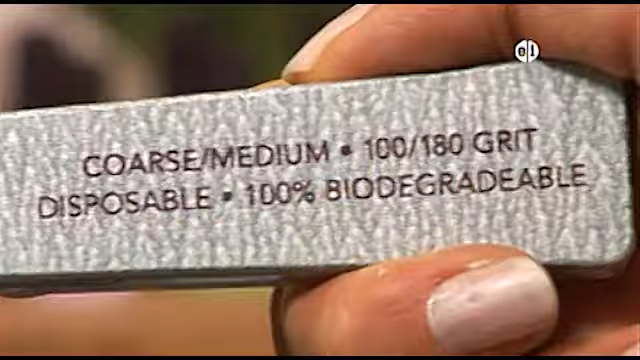 COARSE/MEDIUM • 100/180 GRIT
DISPOSABLE • 100% BIODEGRADEABLE